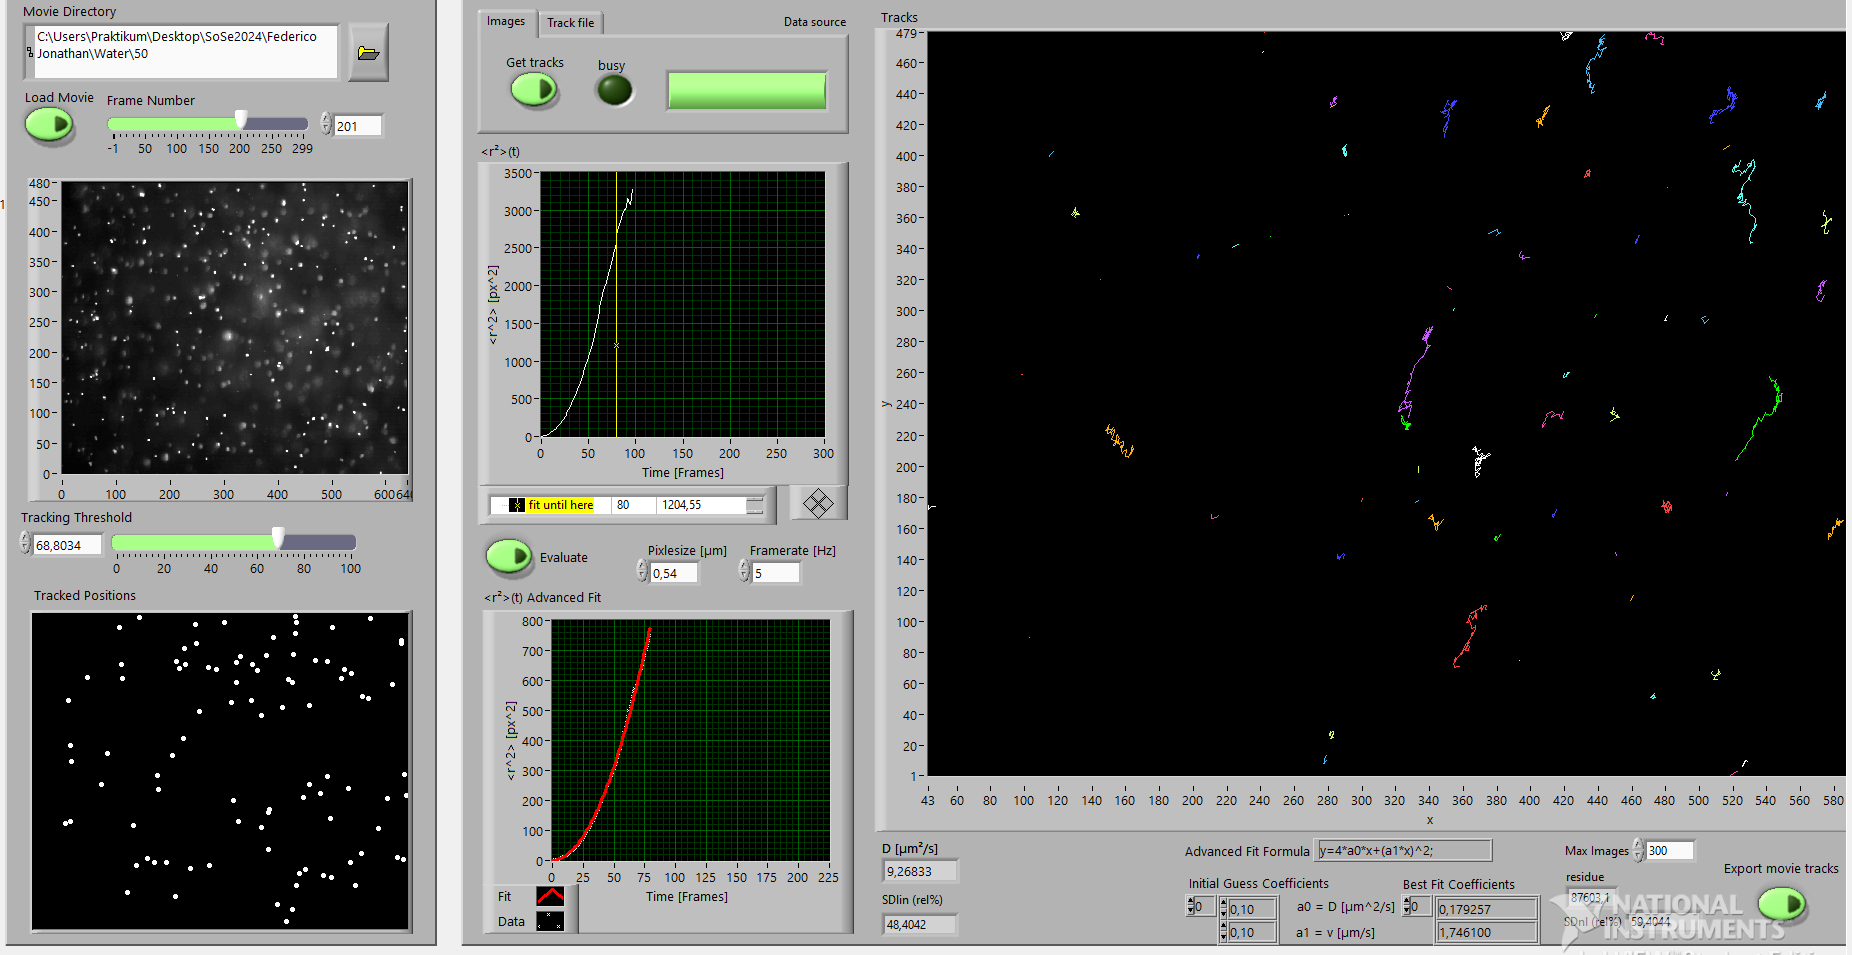 Movie Directory
C:\Users\Praktikum\Desktop\SoSe2024\Federico
Jonathan\Water\50
Load Movie
Frame Number
201
-1 50 100 150 200 250 299
480
450
400
350
300
250
200
150
100
50
0
0 100 200 300 400 500 600
Tracking Threshold
68,8034
0 20 40 60 80 100
Tracked Positions
Images
Track file
Data source
Get tracks
busy
<r²>(t)
3500
3000
2500
2000
1500
1000
500
0
<r^2> [px^2]
0 50 100 150 200 250 300
Time [Frames]
fit until here 80 1204,55
Evaluate
Pixlesize [µm]
0,54
Framerate [Hz]
5
<r²>(t) Advanced Fit
800
700
600
500
400
300
200
100
0
<r^2> [px^2]
0 25 50 75 100 125 150 175 200 225
Time [Frames]
Fit
Data
Tracks
479
460
440
420
400
380
360
340
320
300
280
260
240
220
200
180
160
140
120
100
80
60
40
20
1
y
43 60 80 100 120 140 160 180 200 220 240 260 280 300 320 340 360 380 400 420 440 460 480 500 520 540 560 580
x
D [µm²/s]
9,26833
SDlin (rel%)
48,4042
Advanced Fit Formula
y=4*a0*x+(a1*x)^2;
Initial Guess Coefficients
0
0,10
0,10
a0 = D [µm^2/s]
a1 = v [µm/s]
Best Fit Coefficients
0
0,179257
1,746100
Max Images
300
residue
87603,1
SDnl (rel%)
Export movie tracks
NATIONAL
INSTRUMENTS